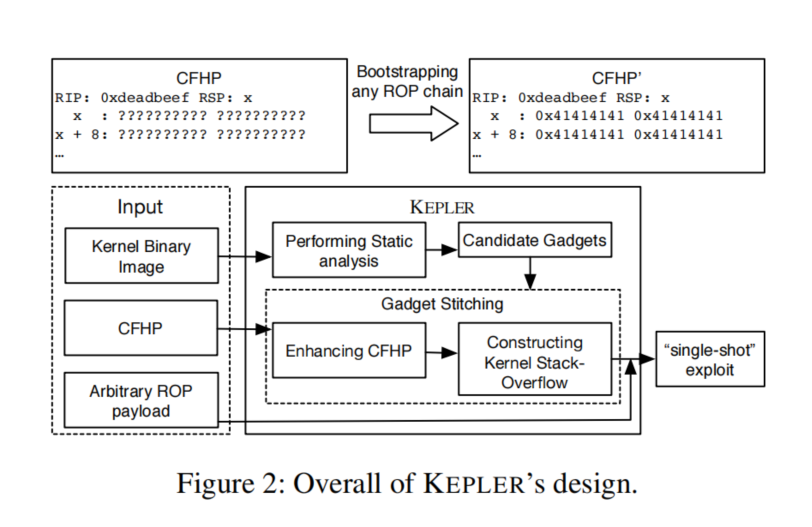 CFHP
RIP: 0xdeadbeef RSP: x
x : ?????????? ??????????
x + 8: ?????????? ??????????
…
Bootstrapping
any ROP chain
CFHP’
RIP: 0xdeadbeef RSP: x
x : 0x41414141 0x41414141
x + 8: 0x41414141 0x41414141
…
Input
Kernel Binary
Image
CFHP
Arbitrary ROP
payload
KEPLER
Performing Static
analysis
Candidate Gadgets
Gadget Stitching
Enhancing CFHP
Constructing
Kernel Stack-
Overflow
“single-shot”
exploit
Figure 2: Overall of KEPLER’s design.